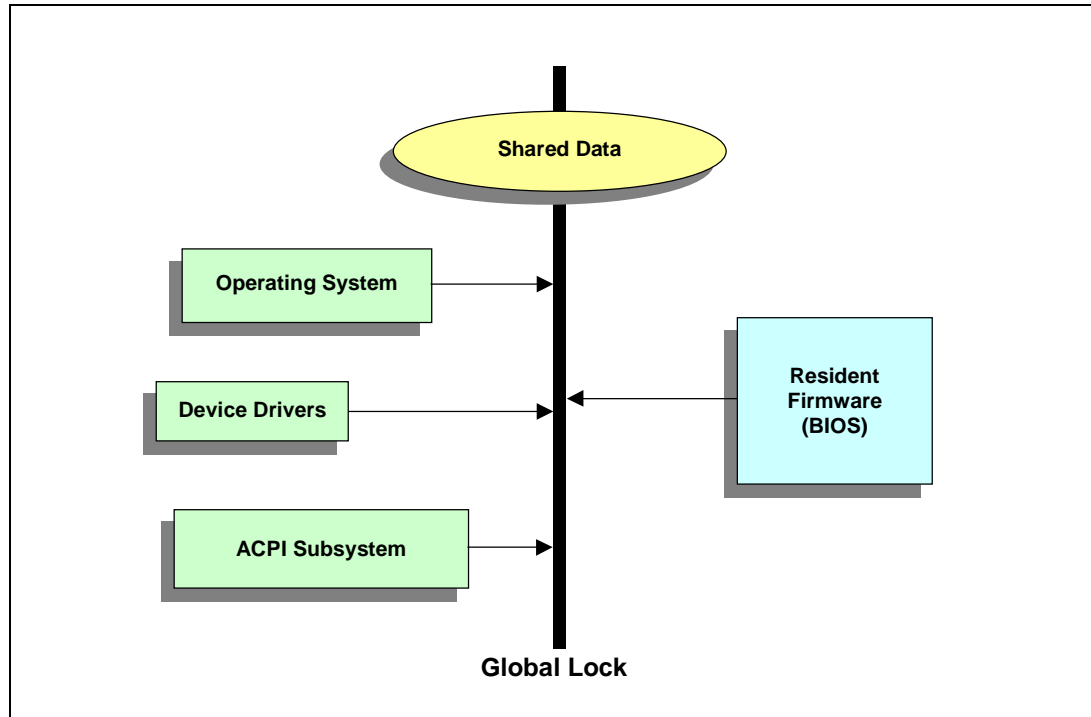 Shared Data
Operating System
Device Drivers
Resident
Firmware
(BIOS)
ACPI Subsystem
Global Lock